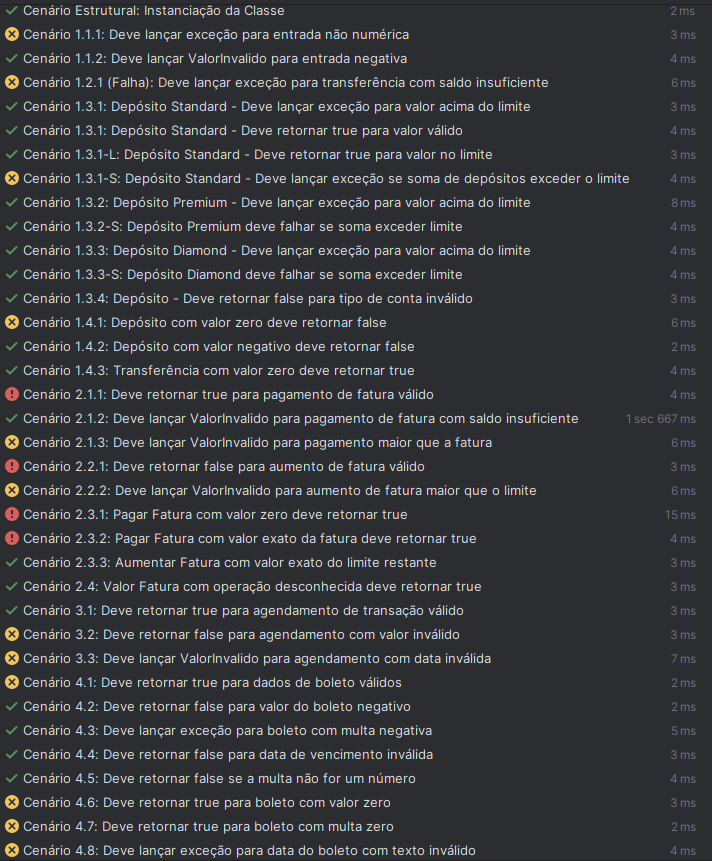 Cenário Estrutural: Instanciação da Classe 2 ms
Cenário 1.1.1: Deve lançar exceção para entrada não numérica 3 ms
Cenário 1.1.2: Deve lançar ValorInvalido para entrada negativa 4 ms
Cenário 1.2.1 (Falha): Deve lançar exceção para transferência com saldo insuficiente 6 ms
Cenário 1.3.1: Depósito Standard - Deve lançar exceção para valor acima do limite 3 ms
Cenário 1.3.1: Depósito Standard - Deve retornar true para valor válido 4 ms
Cenário 1.3.1-L: Depósito Standard - Deve retornar true para valor no limite 3 ms
Cenário 1.3.1-S: Depósito Standard - Deve lançar exceção se soma de depósitos exceder o limite 4 ms
Cenário 1.3.2: Depósito Premium - Deve lançar exceção para valor acima do limite 8 ms
Cenário 1.3.2-S: Depósito Premium deve falhar se soma exceder limite 4 ms
Cenário 1.3.3: Depósito Diamond - Deve lançar exceção para valor acima do limite 4 ms
Cenário 1.3.3-S: Depósito Diamond deve falhar se soma exceder limite 4 ms
Cenário 1.3.4: Depósito - Deve retornar false para tipo de conta inválido 3 ms
Cenário 1.4.1: Depósito com valor zero deve retornar false 6 ms
Cenário 1.4.2: Depósito com valor negativo deve retornar false 2 ms
Cenário 1.4.3: Transferência com valor zero deve retornar true 4 ms
Cenário 2.1.1: Deve retornar true para pagamento de fatura válido 4 ms
Cenário 2.1.2: Deve lançar ValorInvalido para pagamento de fatura com saldo insuficiente 1 sec 667 ms
Cenário 2.1.3: Deve lançar ValorInvalido para pagamento maior que a fatura 6 ms
Cenário 2.2.1: Deve retornar false para aumento de fatura válido 3 ms
Cenário 2.2.2: Deve lançar ValorInvalido para aumento de fatura maior que o limite 6 ms
Cenário 2.3.1: Pagar Fatura com valor zero deve retornar true 15 ms
Cenário 2.3.2: Pagar Fatura com valor exato da fatura deve retornar true 4 ms
Cenário 2.3.3: Aumentar Fatura com valor exato do limite restante 3 ms
Cenário 2.4: Valor Fatura com operação desconhecida deve retornar true 3 ms
Cenário 3.1: Deve retornar true para agendamento de transação válido 3 ms
Cenário 3.2: Deve retornar false para agendamento com valor inválido 3 ms
Cenário 3.3: Deve lançar ValorInvalido para agendamento com data inválida 7 ms
Cenário 4.1: Deve retornar true para dados de boleto válidos 2 ms
Cenário 4.2: Deve retornar false para valor do boleto negativo 2 ms
Cenário 4.3: Deve lançar exceção para boleto com multa negativa 5 ms
Cenário 4.4: Deve retornar false para data de vencimento inválida 3 ms
Cenário 4.5: Deve retornar false se a multa não for um número 4 ms
Cenário 4.6: Deve retornar true para boleto com valor zero 3 ms
Cenário 4.7: Deve retornar true para boleto com multa zero 2 ms
Cenário 4.8: Deve lançar exceção para data do boleto com texto inválido 4 ms